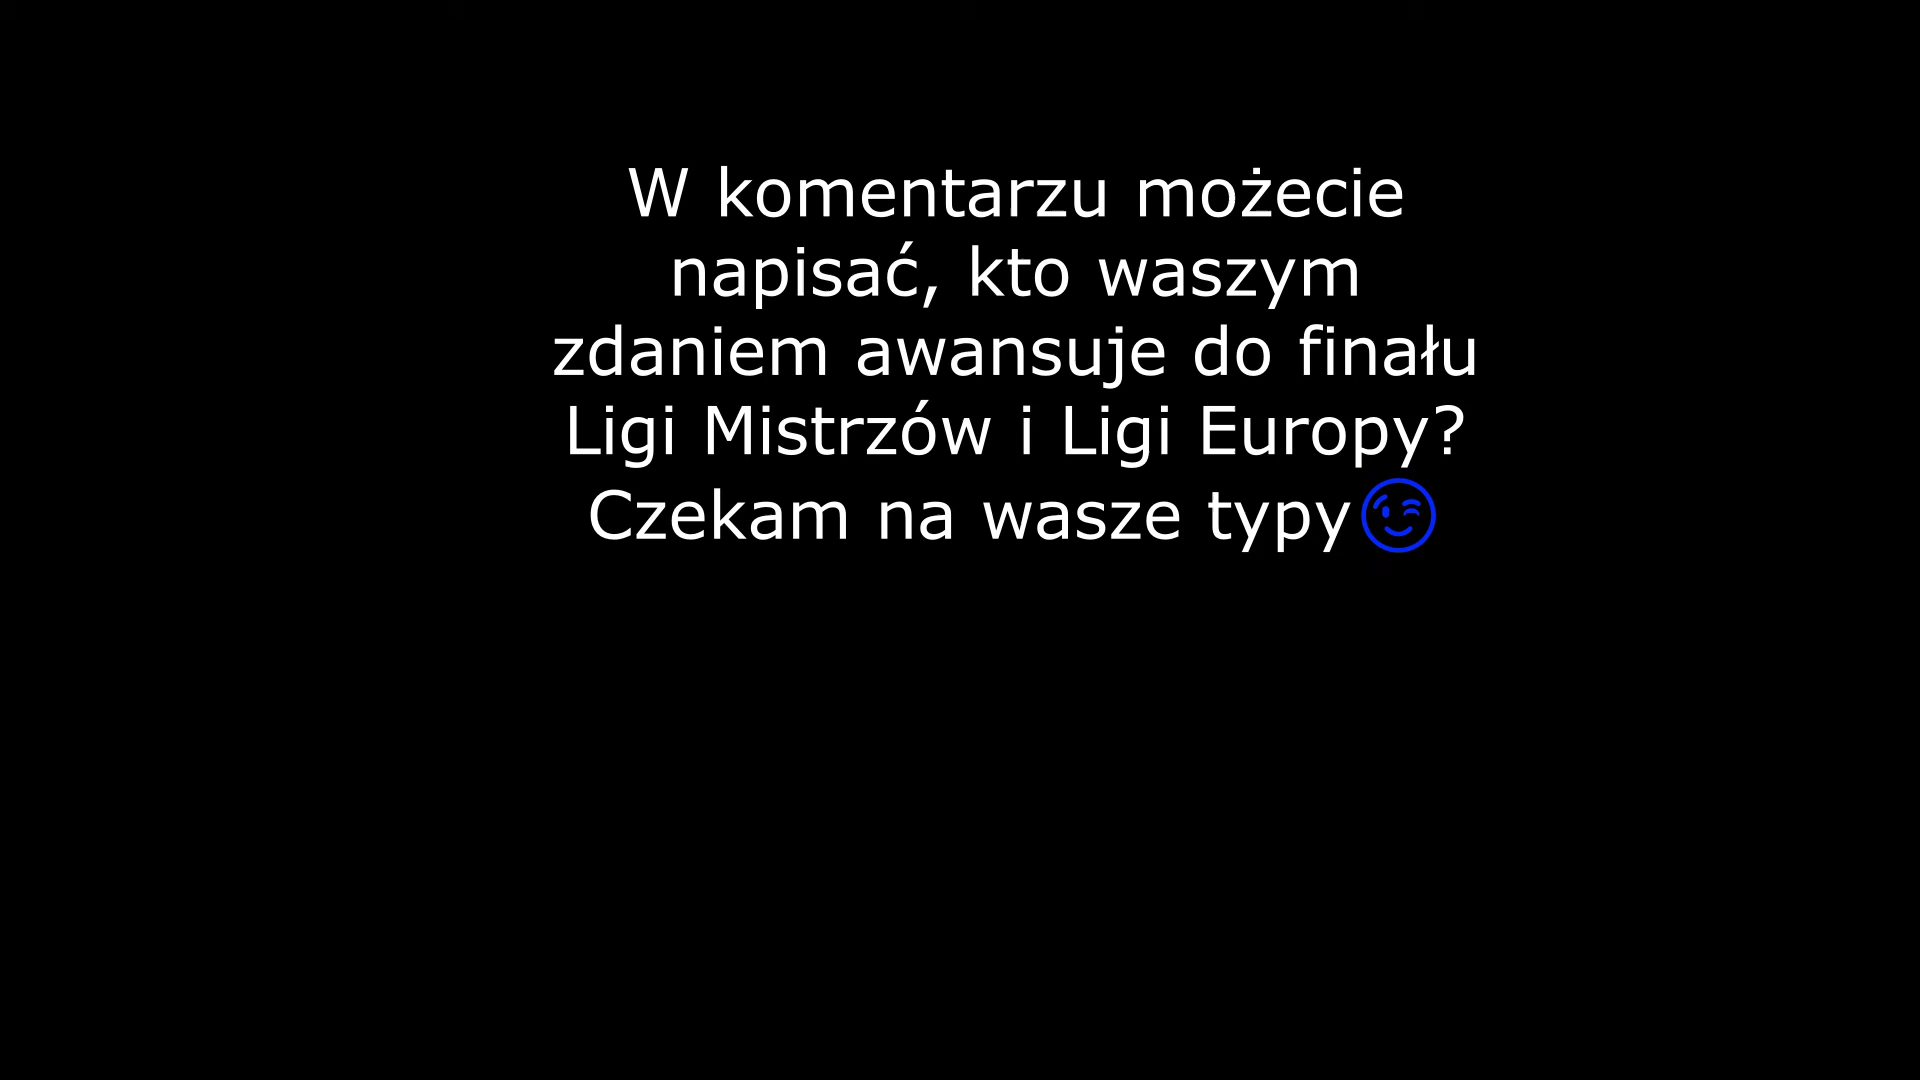 W komentarzu możecie
napisać, kto waszym
zdaniem awansuje do finału
Ligi Mistrzów i Ligi Europy?
Czekam na wasze typy😉